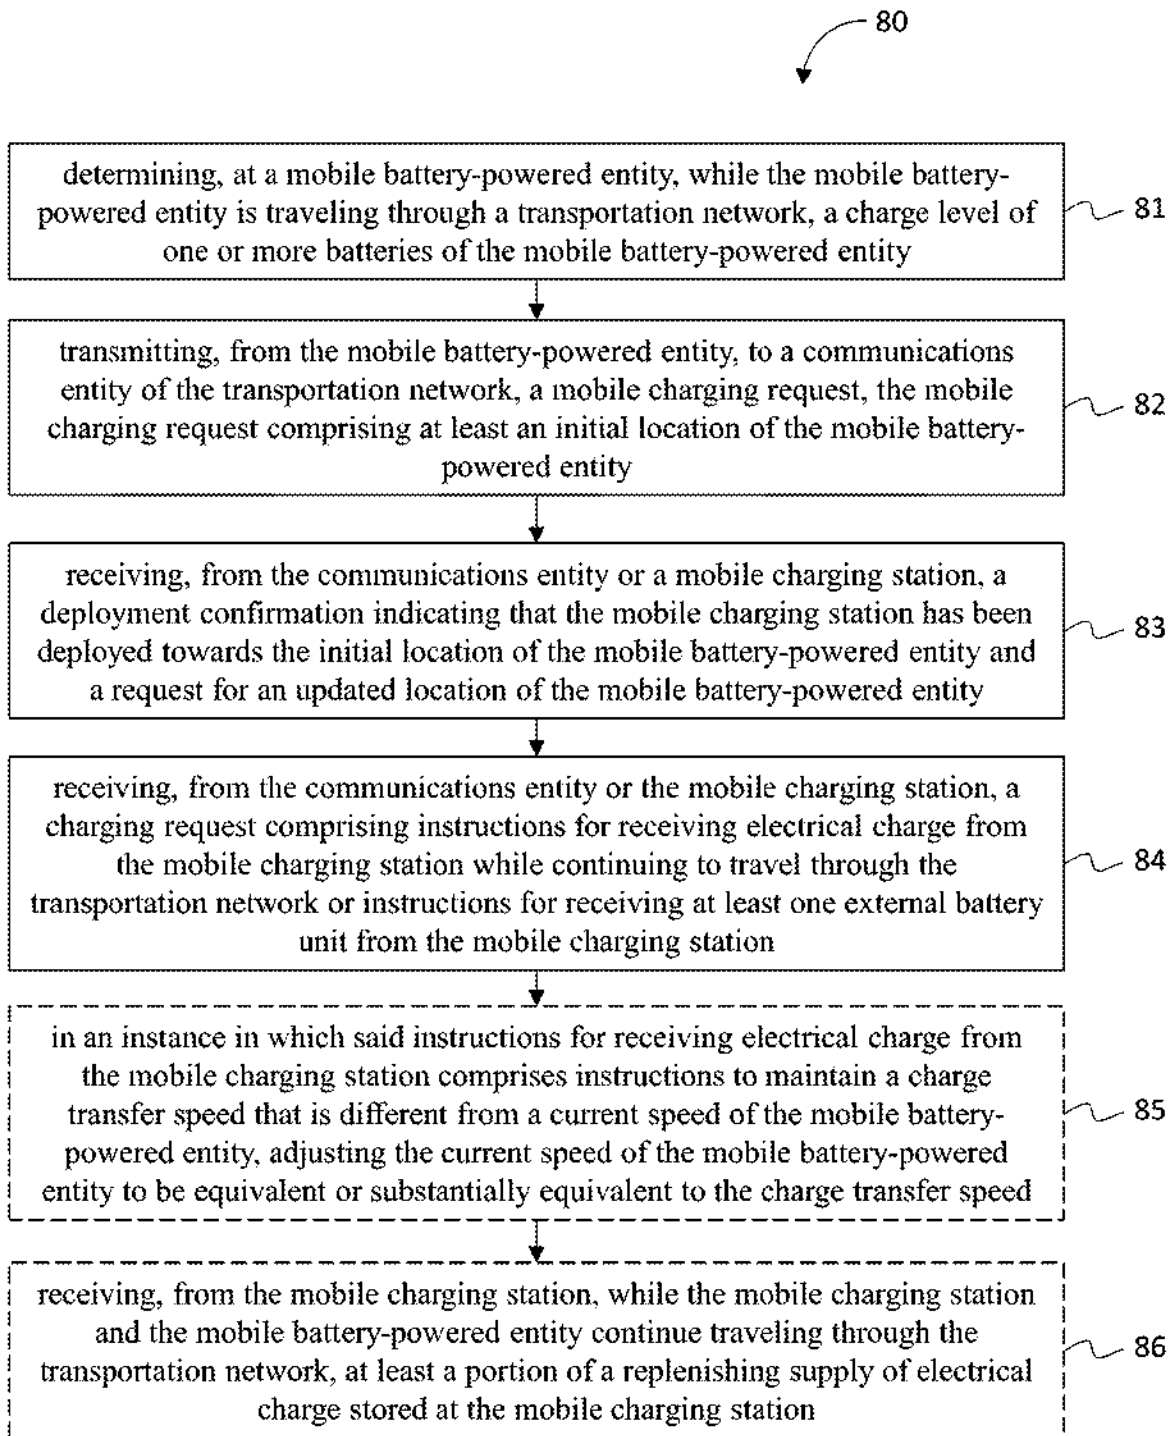 80
determining, at a mobile battery-powered entity, while the mobile battery-
powered entity is traveling through a transportation network, a charge level of
one or more batteries of the mobile battery-powered entity
81
transmitting, from the mobile battery-powered entity, to a communications
entity of the transportation network, a mobile charging request, the mobile
charging request comprising at least an initial location of the mobile battery-
powered entity
82
receiving, from the communications entity or a mobile charging station, a
deployment confirmation indicating that the mobile charging station has been
deployed towards the initial location of the mobile battery-powered entity and
a request for an updated location of the mobile battery-powered entity
83
receiving, from the communications entity or the mobile charging station, a
charging request comprising instructions for receiving electrical charge from
the mobile charging station while continuing to travel through the
transportation network or instructions for receiving at least one external battery
unit from the mobile charging station
84
in an instance in which said instructions for receiving electrical charge from
the mobile charging station comprises instructions to maintain a charge
transfer speed that is different from a current speed of the mobile battery-
powered entity, adjusting the current speed of the mobile battery-powered
entity to be equivalent or substantially equivalent to the charge transfer speed
85
receiving, from the mobile charging station, while the mobile charging station
and the mobile battery-powered entity continue traveling through the
transportation network, at least a portion of a replenishing supply of electrical
charge stored at the mobile charging station
86